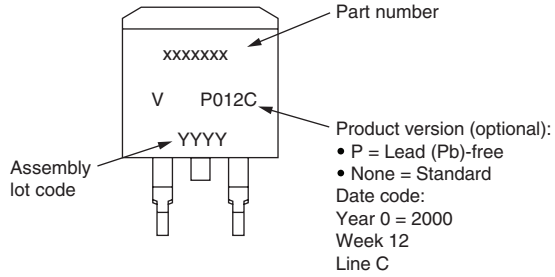 Part number
xxxxxxx
V P012C
YYYY
Assembly
lot code
Product version (optional):
• P = Lead (Pb)-free
• None = Standard
Date code:
Year 0 = 2000
Week 12
Line C